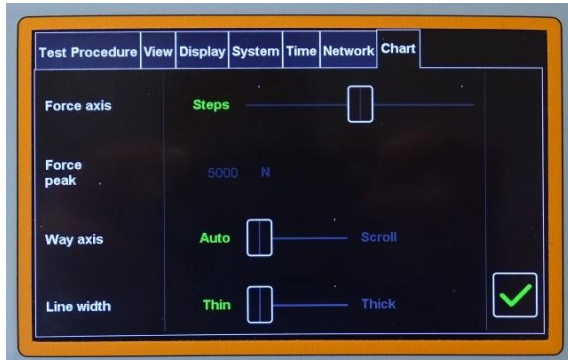 Test Procedure View Display System Time Network Chart
Force axis Steps
Force
peak
5000 N
Way axis Auto Scroll
Line width Thin Thick